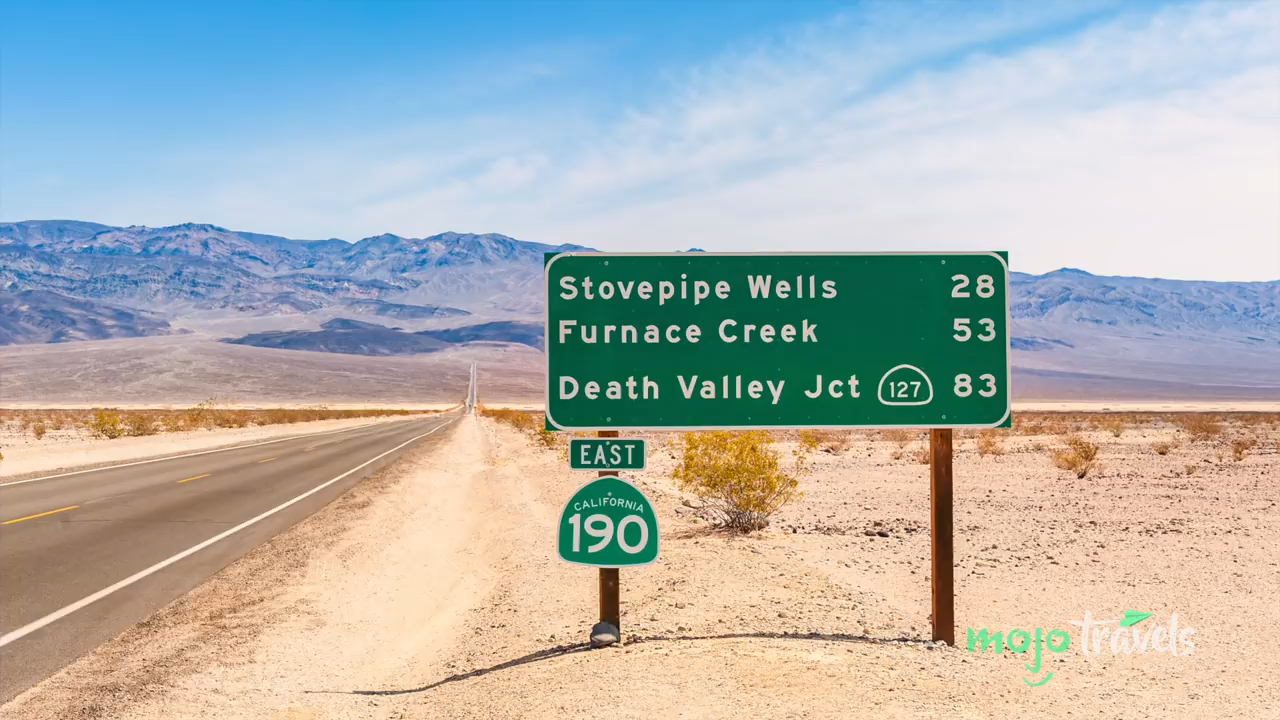 Stovepipe Wells 28
Furnace Creek 53
Death Valley Jct 127 83
EAST
CALIFORNIA
190
mojo travels